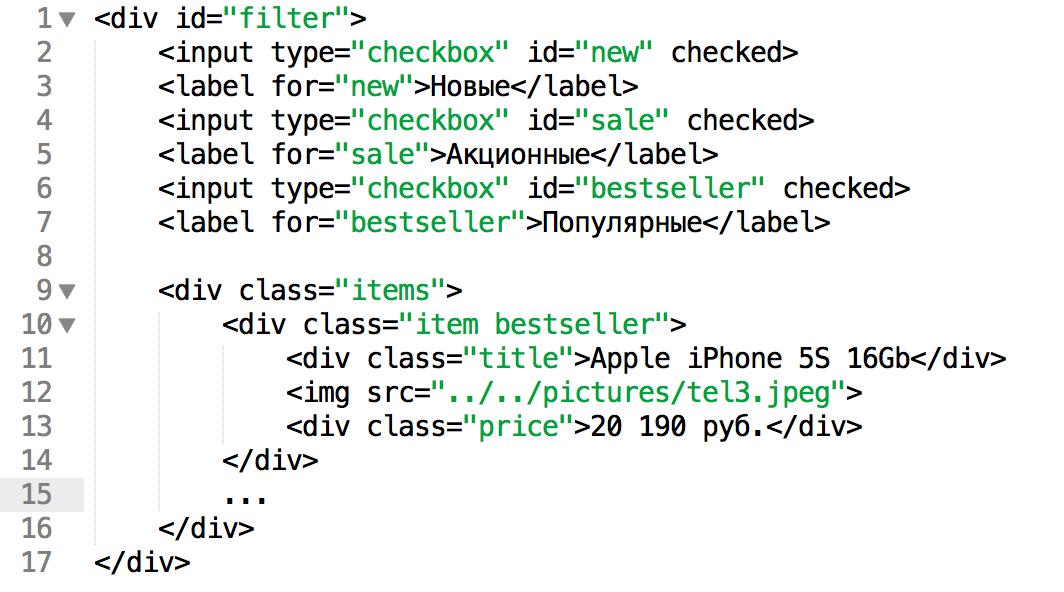 1 <div id="filter">
2     <input type="checkbox" id="new" checked>
3     <label for="new">Новые</label>
4     <input type="checkbox" id="sale" checked>
5     <label for="sale">Акционные</label>
6     <input type="checkbox" id="bestseller" checked>
7     <label for="bestseller">Популярные</label>
8
9     <div class="items">
10         <div class="item bestseller">
11             <div class="title">Apple iPhone 5S 16Gb</div>
12             <img src="../../pictures/tel3.jpeg">
13             <div class="price">20 190 руб.</div>
14         </div>
15         ...
16     </div>
17 </div>